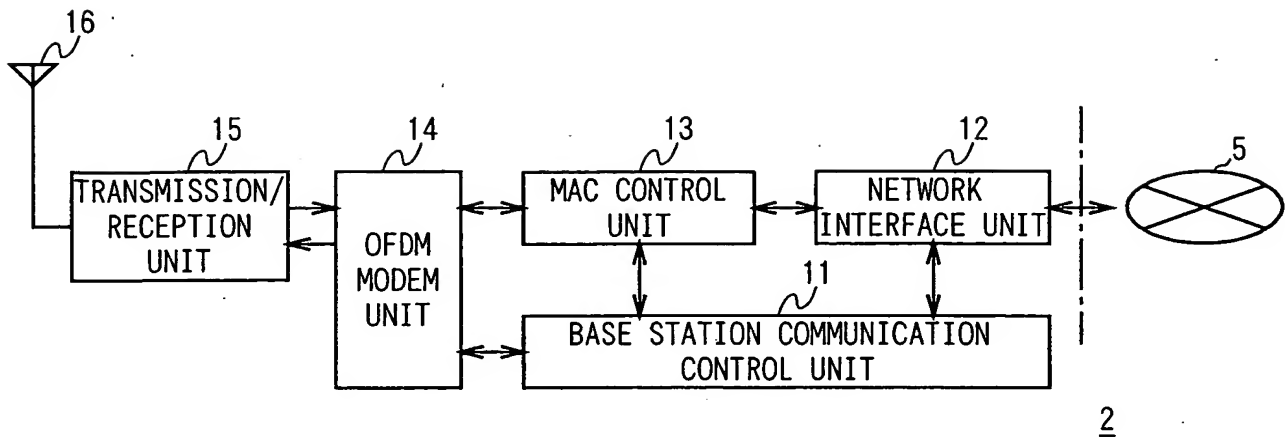 16
15
14
13
12
5
TRANSMISSION/
RECEPTION
UNIT
OFDM
MODEM
UNIT
MAC CONTROL
UNIT
NETWORK
INTERFACE UNIT
11
BASE STATION COMMUNICATION
CONTROL UNIT
2